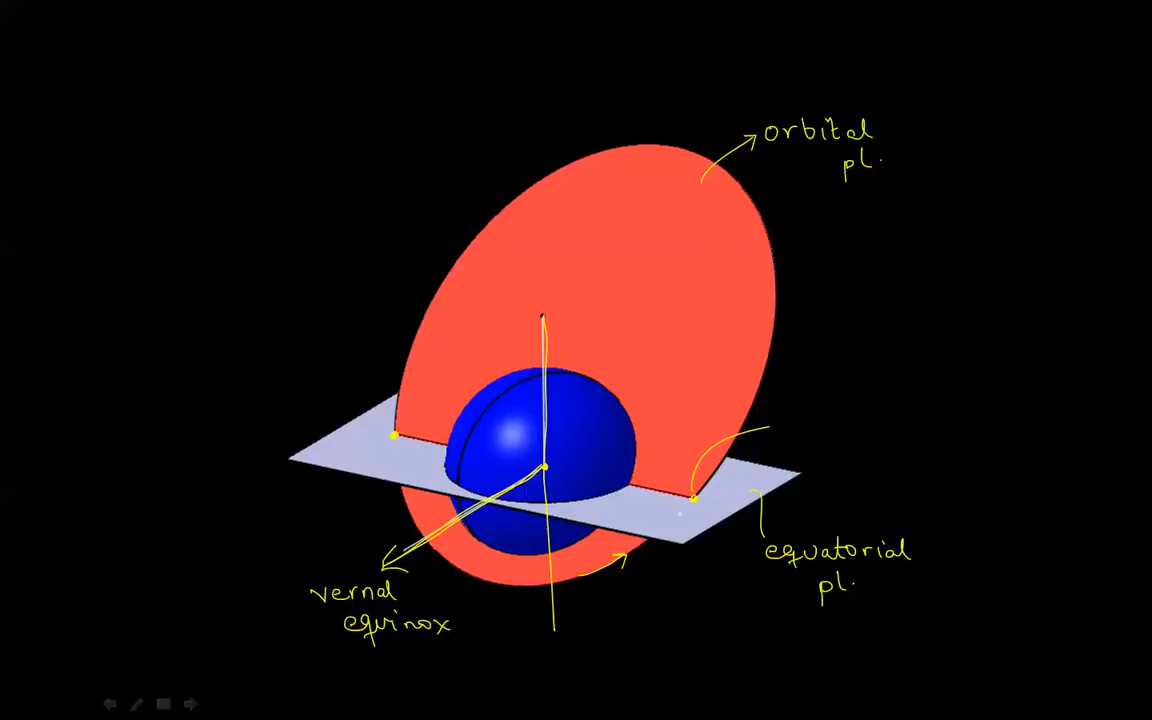 orbital
pl.
equatorial
pl.
vernal
equinox